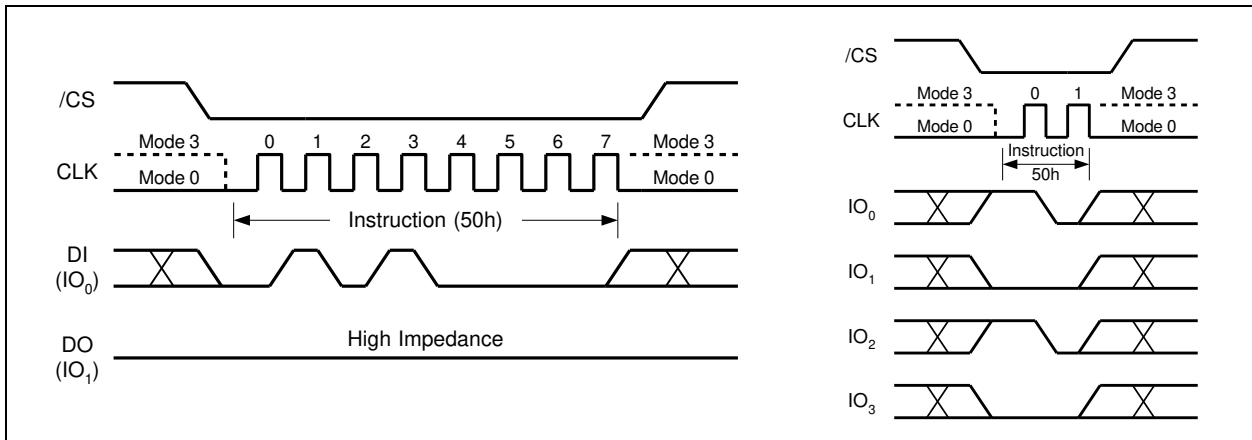 /CS
Mode 3 0 1 2 3 4 5 6 7 Mode 3
CLK
Mode 0 Mode 0
Instruction (50h)
DI
(IO0)
High Impedance
DO
(IO1)
/CS
Mode 3 0 1 Mode 3
CLK
Mode 0 Mode 0
Instruction
50h
IO0
IO1
IO2
IO3